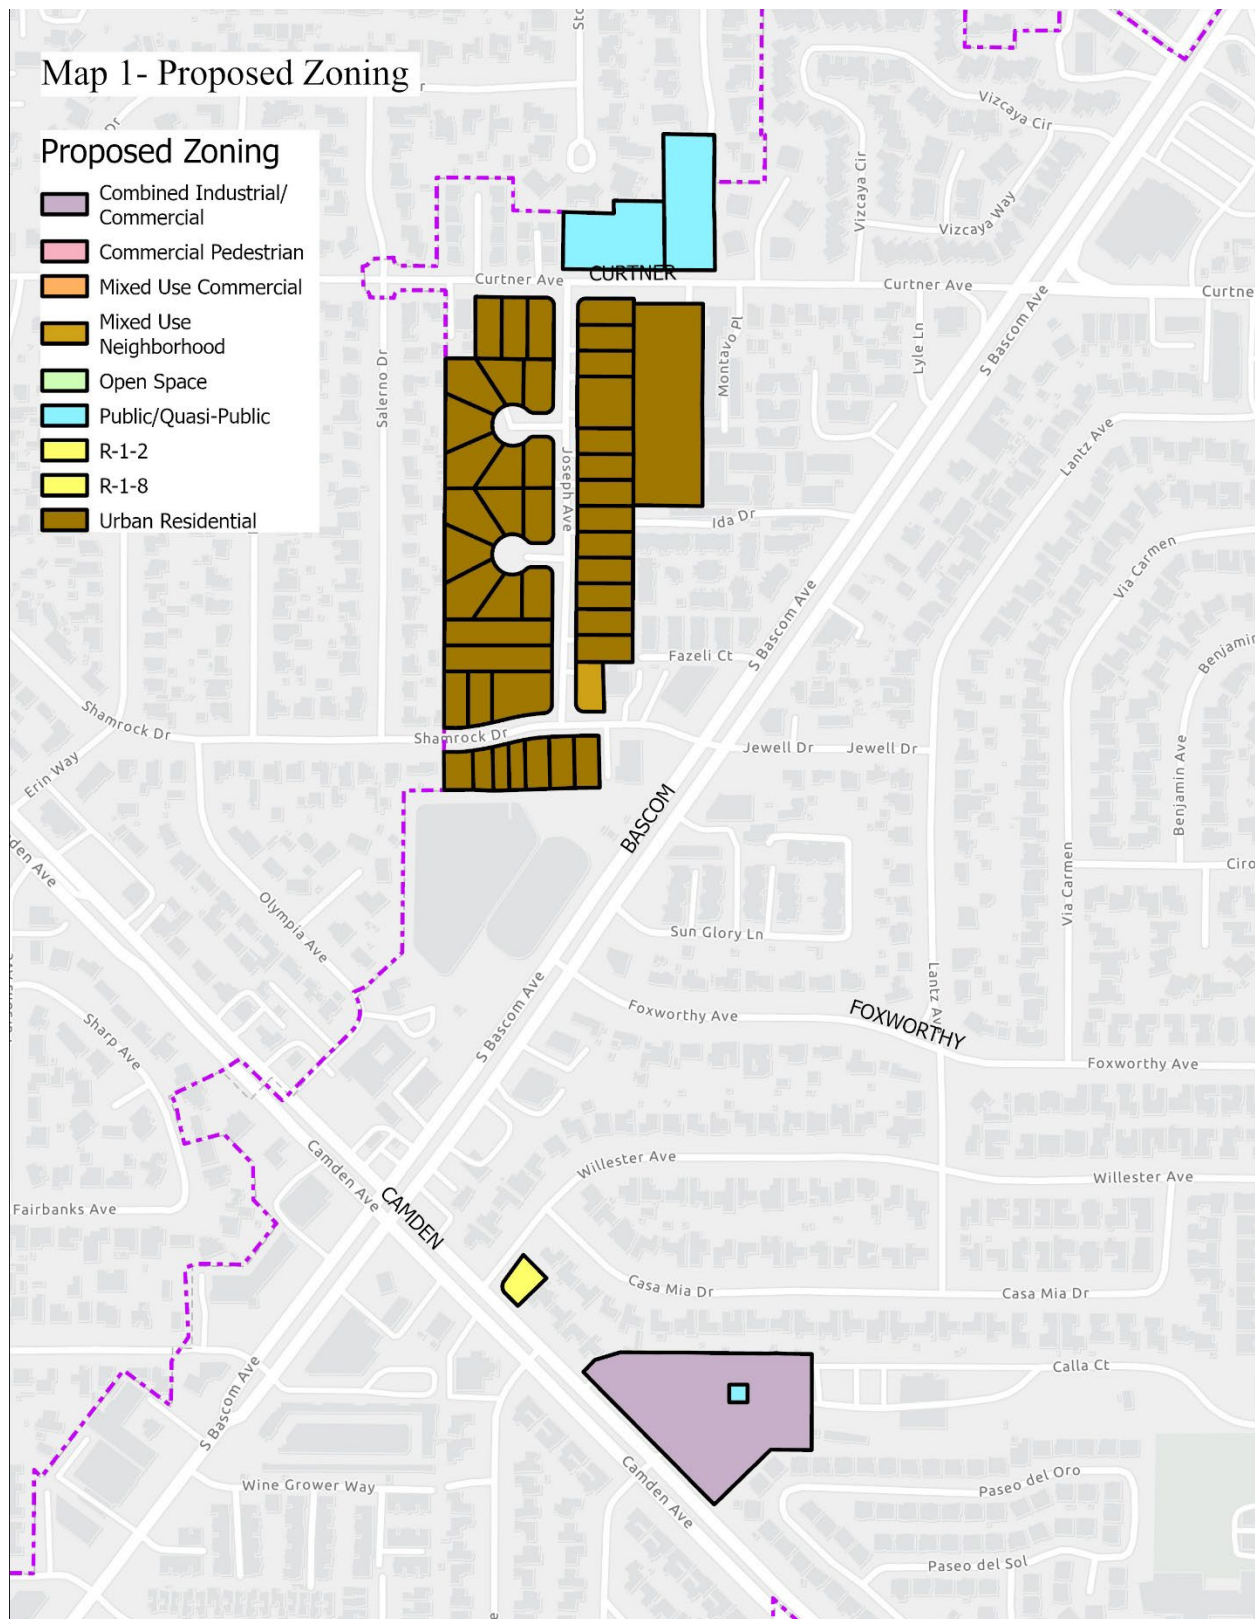 Map 1- Proposed Zoning
Proposed Zoning
Combined Industrial/
Commercial
Commercial Pedestrian
Mixed Use Commercial
Mixed Use
Neighborhood
Open Space
Public/Quasi-Public
R-1-2
R-1-8
Urban Residential
Vizcaya Cir
Vizcaya Cir
Vizcaya Way
Curtner Ave
CURTNER
Curtner Ave
Curtne
S Bascom Ave
Salerno Dr
Montavo Pl
Lyle Ln
Lantz Ave
Joseph Ave
Ida Dr
Via Carmen
S Bascom Ave
Fazeli Ct
Benjamin
Shamrock Dr
Shamrock Dr
Jewell Dr
Jewell Dr
Erin Way
BASCOM
Benjamin Ave
den Ave
Via Carmen
Ciro
Olympia Ave
Sun Glory Ln
Lantz Ave
S Bascom Ave
Foxworthy Ave
FOXWORTHY
Sharp Ave
Foxworthy Ave
Camden Ave
Willester Ave
Willester Ave
Fairbanks Ave
CAMDEN
Casa Mia Dr
Casa Mia Dr
S Bascom Ave
Calla Ct
Camden Ave
Wine Grower Way
Paseo del Oro
Paseo del Sol